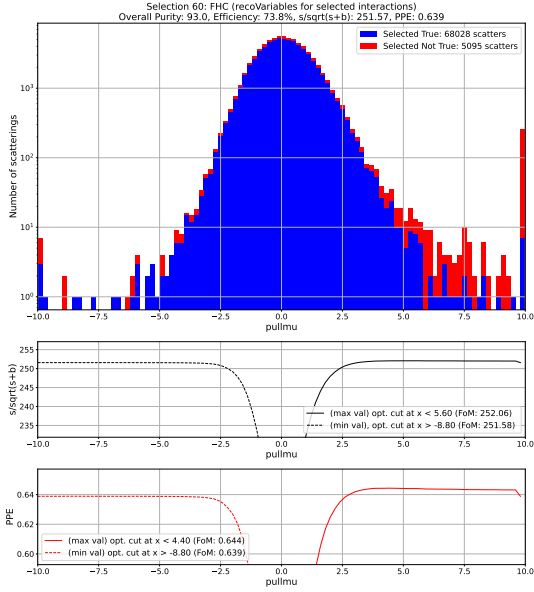 Selection 60: FHC (recoVariables for selected interactions)
Overall Purity: 93.0, Efficiency: 73.8%, s/sqrt(s+b): 251.57, PPE: 0.639
Selected True: 68028 scatters
Selected Not True: 5095 scatters
Number of scatterings
10³
10²
10¹
10⁰
−10.0 −7.5 −5.0 −2.5 0.0 2.5 5.0 7.5 10.0
pullmu
s/sqrt(s+b)
255
250
245
240
235
(max val) opt. cut at x < 5.60 (FoM: 252.06)
(min val), opt. cut at x > -8.80 (FoM: 251.58)
−10.0 −7.5 −5.0 −2.5 0.0 2.5 5.0 7.5 10.0
pullmu
PPE
0.64
0.62
0.60
(max val) opt. cut at x < 4.40 (FoM: 0.644)
(min val) opt. cut at x > -8.80 (FoM: 0.639)
−10.0 −7.5 −5.0 −2.5 0.0 2.5 5.0 7.5 10.0
pullmu